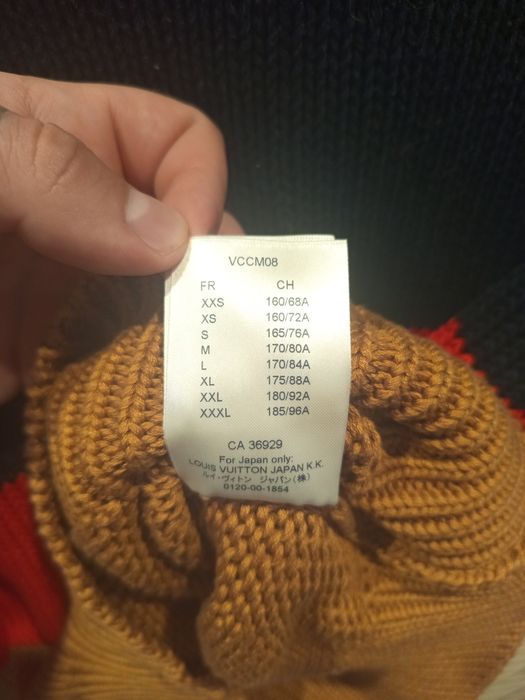 VCCM08
FR CH
XXS 160/68A
XS 160/72A
S 165/76A
M 170/80A
L 170/84A
XL 175/88A
XXL 180/92A
XXXL 185/96A
CA 36929
For Japan only:
LOUIS VUITTON JAPAN K.K.
ルイ・ヴィトン ジャパン(株)
0120-00-1854